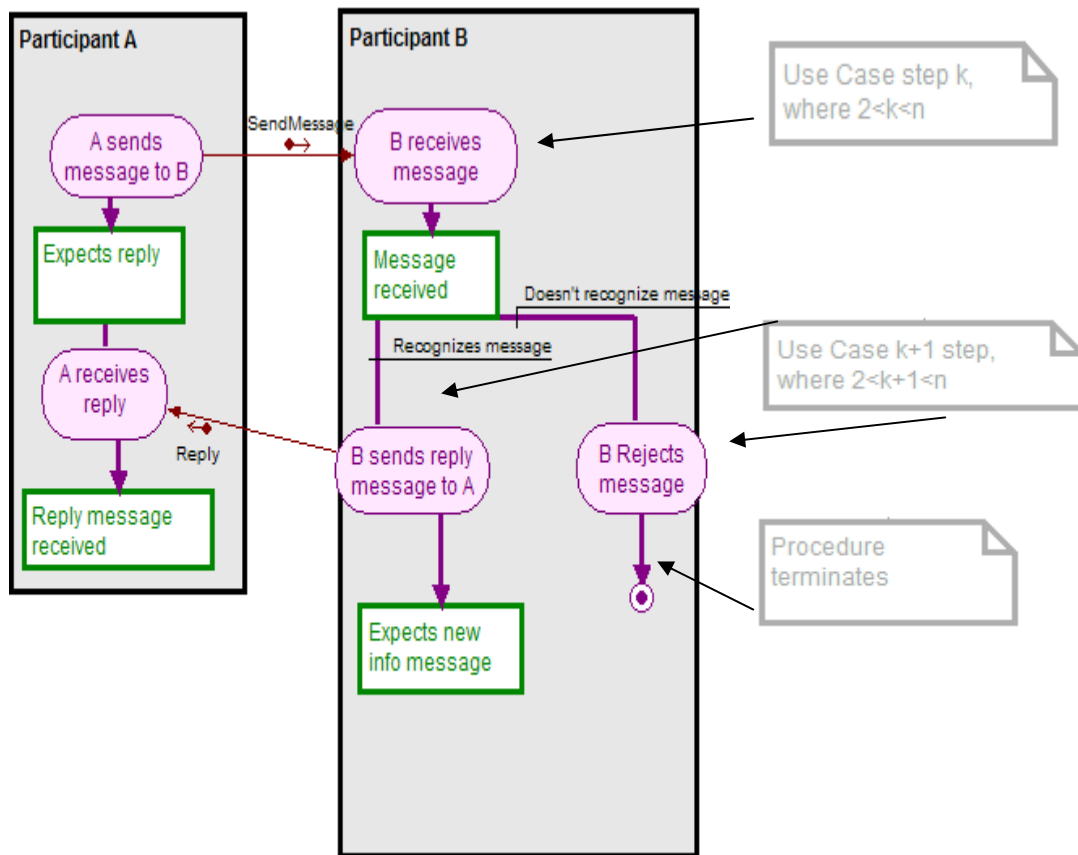 Participant A
Participant B
Use Case step k,
where 2<k<n
SendMessage
A sends
message to B
B receives
message
Expects reply
Message
received
Doesn't recognize message
Recognizes message
Use Case k+1 step,
where 2<k+1<n
A receives
reply
Reply
B sends reply
message to A
B Rejects
message
Reply message
received
Procedure
terminates
Expects new
info message